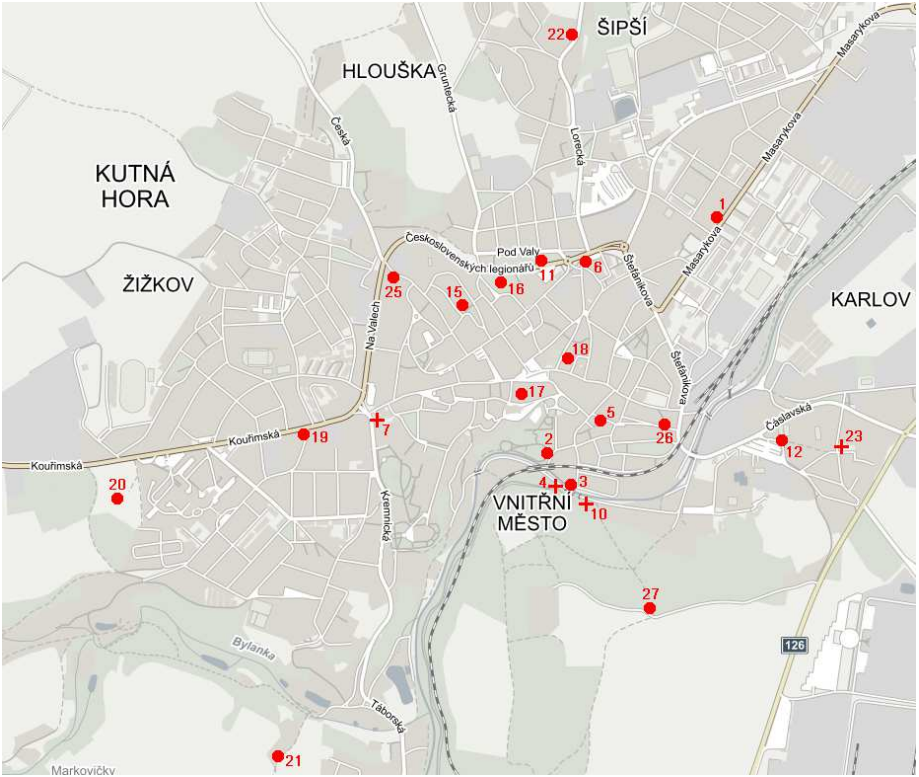 22
ŠIPŠÍ
Masarykova
HLOUŠKA
Gruntecká
Česká
Lorecká
Masarykova
KUTNÁ
HORA
1
Masarykova
Československých legionářů
Pod Valy
11
6
Štefánikova
ŽIŽKOV
25
16
15
KARLOV
Na Valech
18
Štefánikova
17
7
5
26
Čáslavská
23
12
Kouřimská
19
2
Kouřimská
20
4
3
VNITŘNÍ
MĚSTO
10
Kremnická
27
126
Bylanka
Táborská
21
Markovičky